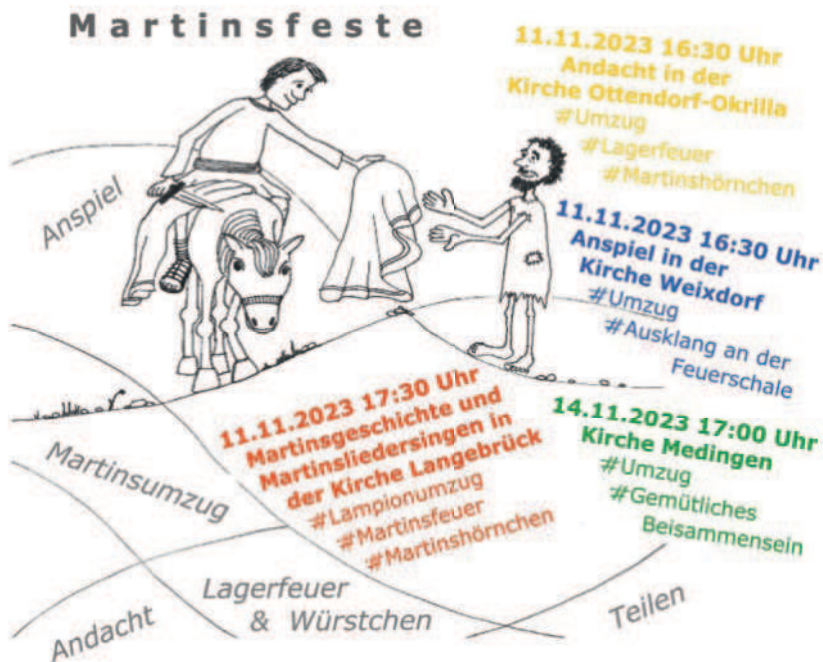 Martinsfeste
11.11.2023 16:30 Uhr
Andacht in der
Kirche Ottendorf-Okrilla
#Umzug
#Lagerfeuer
#Martinshörnchen
Anspiel
11.11.2023 16:30 Uhr
Anspiel in der
Kirche Weixdorf
#Umzug
#Ausklang an der
Feuerschale
11.11.2023 17:30 Uhr
Martinsgeschichte und
Martinsliedersingen in
der Kirche Langebrück
#Lampionumzug
#Martinsfeuer
#Martinshörnchen
14.11.2023 17:00 Uhr
Kirche Medingen
#Umzug
#Gemütliches
Beisammensein
Martinsumzug
Andacht
Lagerfeuer
& Würstchen
Teilen